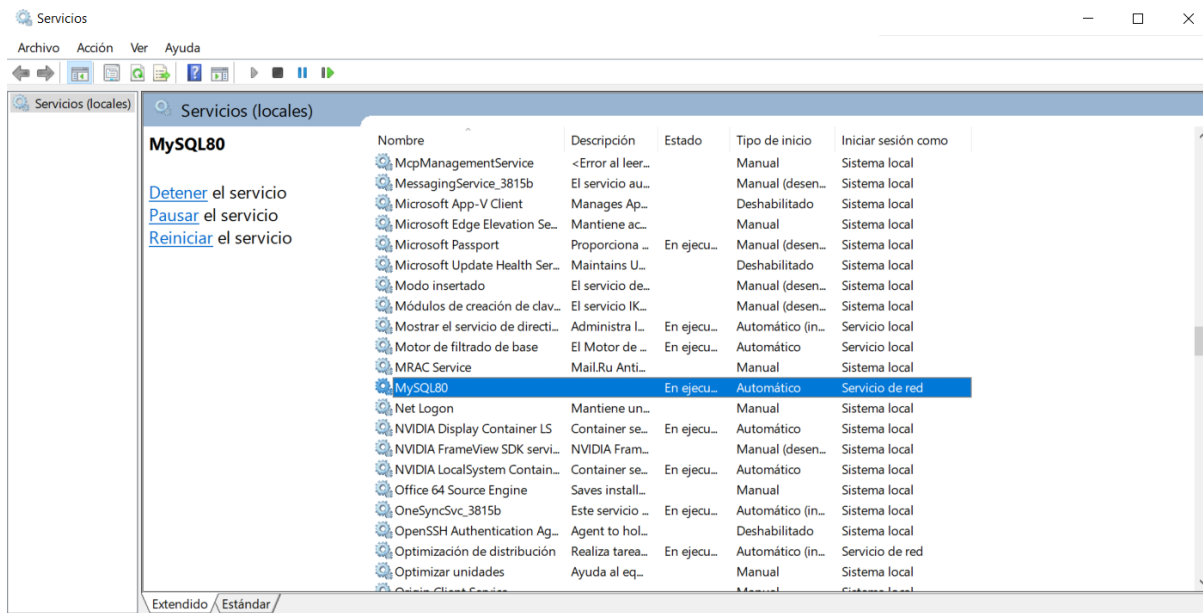 Servicios
Archivo Acción Ver Ayuda
Servicios (locales)
Servicios (locales)
MySQL80
Detener el servicio
Pausar el servicio
Reiniciar el servicio
Nombre Descripción Estado Tipo de inicio Iniciar sesión como
McpManagementService <Error al leer... Manual Sistema local
MessagingService_3815b El servicio au... Manual (desen... Sistema local
Microsoft App-V Client Manages Ap... Deshabilitado Sistema local
Microsoft Edge Elevation Se... Mantiene ac... Manual Sistema local
Microsoft Passport Proporciona ... En ejecu... Manual (desen... Sistema local
Microsoft Update Health Ser... Maintains U... Deshabilitado Sistema local
Modo insertado El servicio de... Manual (desen... Sistema local
Módulos de creación de clav... El servicio IK... Manual (desen... Sistema local
Mostrar el servicio de directi... Administra l... En ejecu... Automático (in... Servicio local
Motor de filtrado de base El Motor de ... En ejecu... Automático Servicio local
MRAC Service Mail.Ru Anti... Manual Sistema local
MySQL80 En ejecu... Automático Servicio de red
Net Logon Mantiene un... Manual Sistema local
NVIDIA Display Container LS Container se... En ejecu... Automático Sistema local
NVIDIA FrameView SDK servi... NVIDIA Fram... Manual (desen... Sistema local
NVIDIA LocalSystem Contain... Container se... En ejecu... Automático Sistema local
Office 64 Source Engine Saves install... Manual Sistema local
OneSyncSvc_3815b Este servicio ... En ejecu... Automático (in... Sistema local
OpenSSH Authentication Ag... Agent to hol... Deshabilitado Sistema local
Optimización de distribución Realiza tarea... En ejecu... Automático (in... Servicio de red
Optimizar unidades Ayuda al eq... Manual Sistema local
Origin Client Service Manual Sistema local
Extendido Estándar